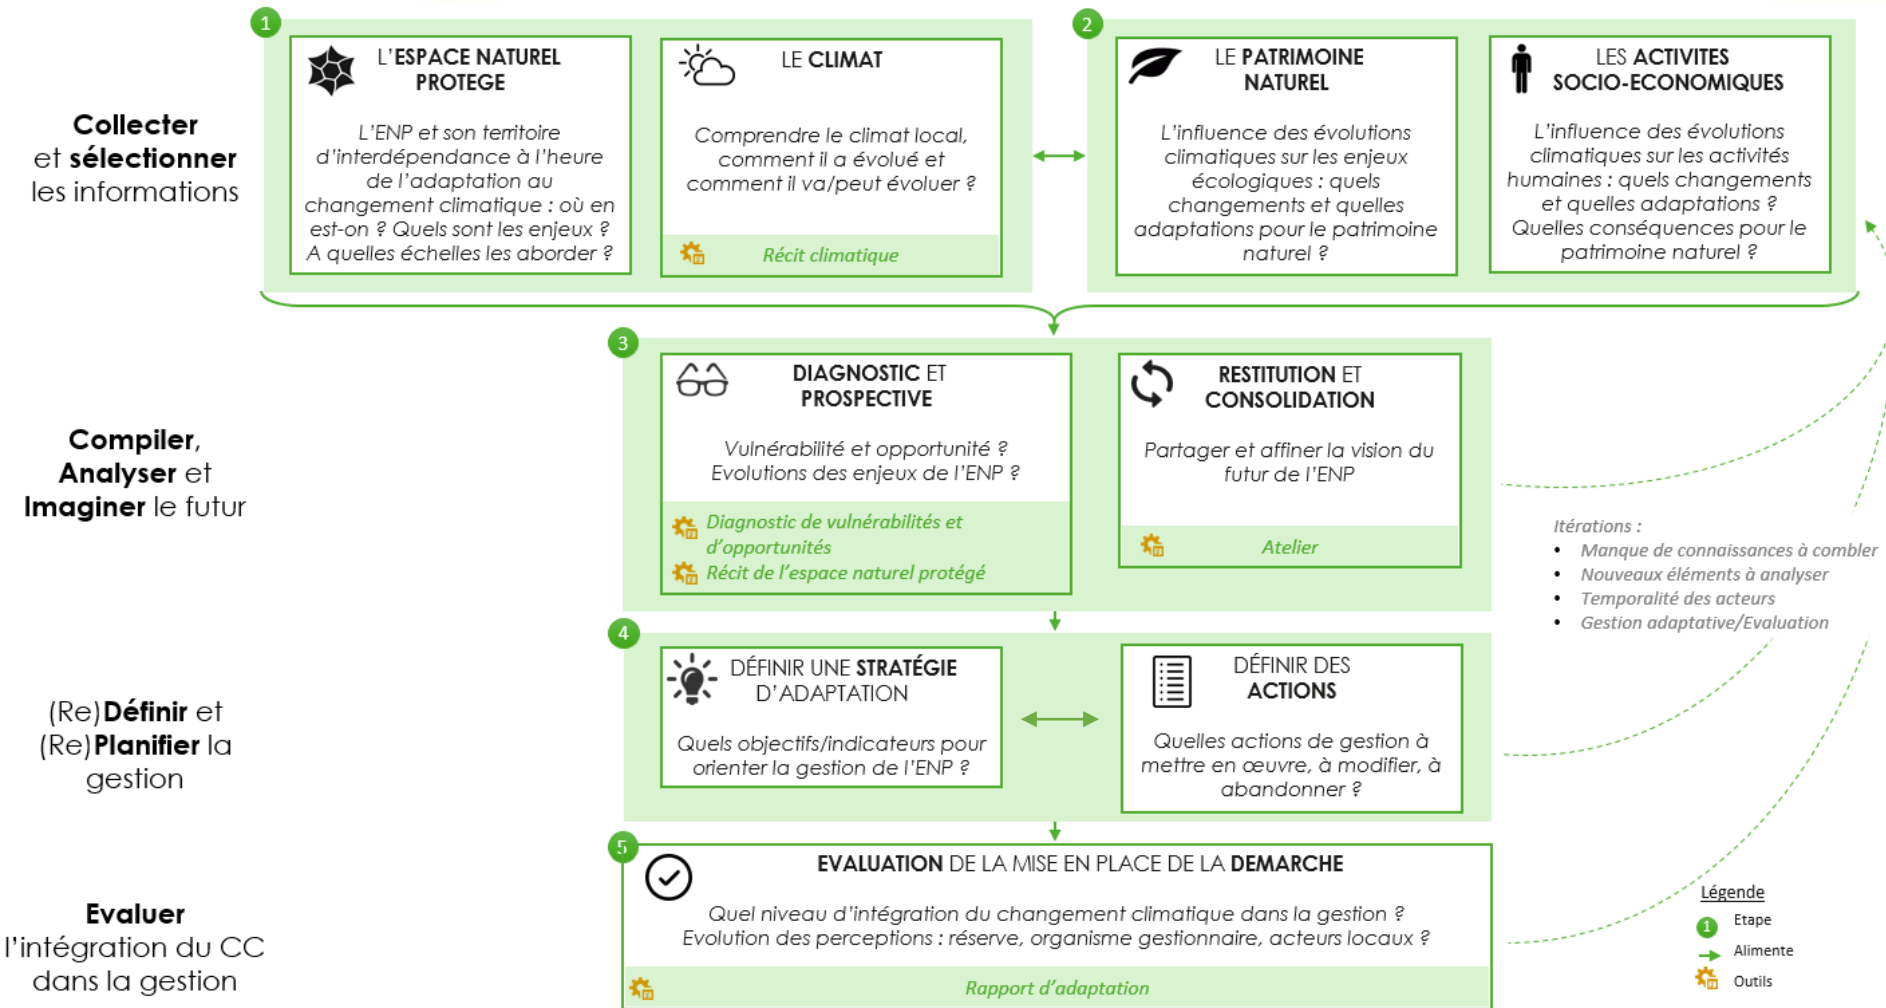 1
L'ESPACE NATUREL
PROTEGE
L'ENP et son territoire
d'interdépendance à l'heure
de l'adaptation au
changement climatique : où en
est-on ? Quels sont les enjeux ?
A quelles échelles les aborder ?
LE CLIMAT
Comprendre le climat local,
comment il a évolué et
comment il va/peut évoluer ?
Récit climatique
2
LE PATRIMOINE
NATUREL
L'influence des évolutions
climatiques sur les enjeux
écologiques : quels
changements et quelles
adaptations pour le patrimoine
naturel ?
LES ACTIVITES
SOCIO-ECONOMIQUES
L'influence des évolutions
climatiques sur les activités
humaines : quels changements
et quelles adaptations ?
Quelles conséquences pour le
patrimoine naturel ?
Collecter
et sélectionner
les informations
3
DIAGNOSTIC ET
PROSPECTIVE
Vulnérabilité et opportunité ?
Evolutions des enjeux de l'ENP ?
Diagnostic de vulnérabilités et
d'opportunités
Récit de l'espace naturel protégé
RESTITUTION ET
CONSOLIDATION
Partager et affiner la vision du
futur de l'ENP
Atelier
Compiler,
Analyser et
Imaginer le futur
Itérations :
• Manque de connaissances à combler
• Nouveaux éléments à analyser
• Temporalité des acteurs
• Gestion adaptative/Evaluation
4
DÉFINIR UNE STRATÉGIE
D'ADAPTATION
Quels objectifs/indicateurs pour
orienter la gestion de l'ENP ?
DÉFINIR DES
ACTIONS
Quelles actions de gestion à
mettre en œuvre, à modifier, à
abandonner ?
(Re)Définir et
(Re)Planifier la
gestion
5
EVALUATION DE LA MISE EN PLACE DE LA DEMARCHE
Quel niveau d'intégration du changement climatique dans la gestion ?
Evolution des perceptions : réserve, organisme gestionnaire, acteurs locaux ?
Rapport d'adaptation
Evaluer
l'intégration du CC
dans la gestion
Légende
1 Etape
Alimente
Outils